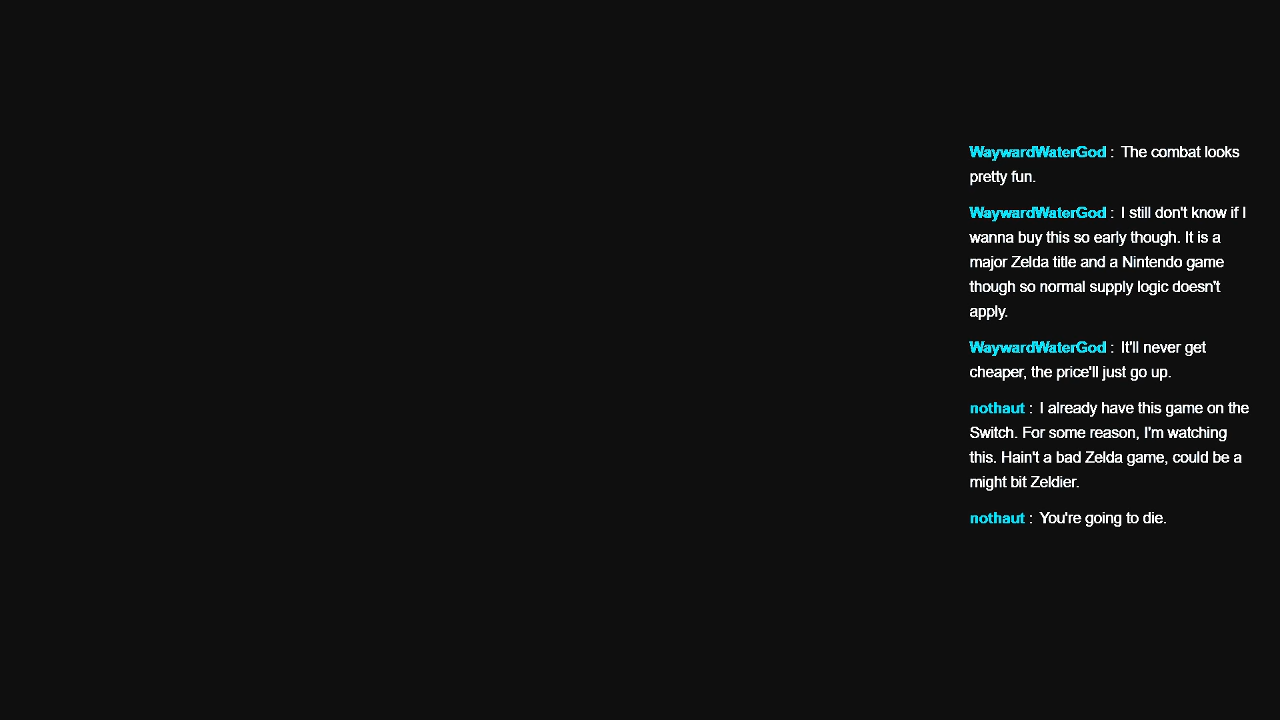 WaywardWaterGod : The combat looks
pretty fun.
WaywardWaterGod : I still don't know if I
wanna buy this so early though. It is a
major Zelda title and a Nintendo game
though so normal supply logic doesn't
apply.
WaywardWaterGod : It'll never get
cheaper, the price'll just go up.
nothaut : I already have this game on the
Switch. For some reason, I'm watching
this. Hain't a bad Zelda game, could be a
might bit Zeldier.
nothaut : You're going to die.